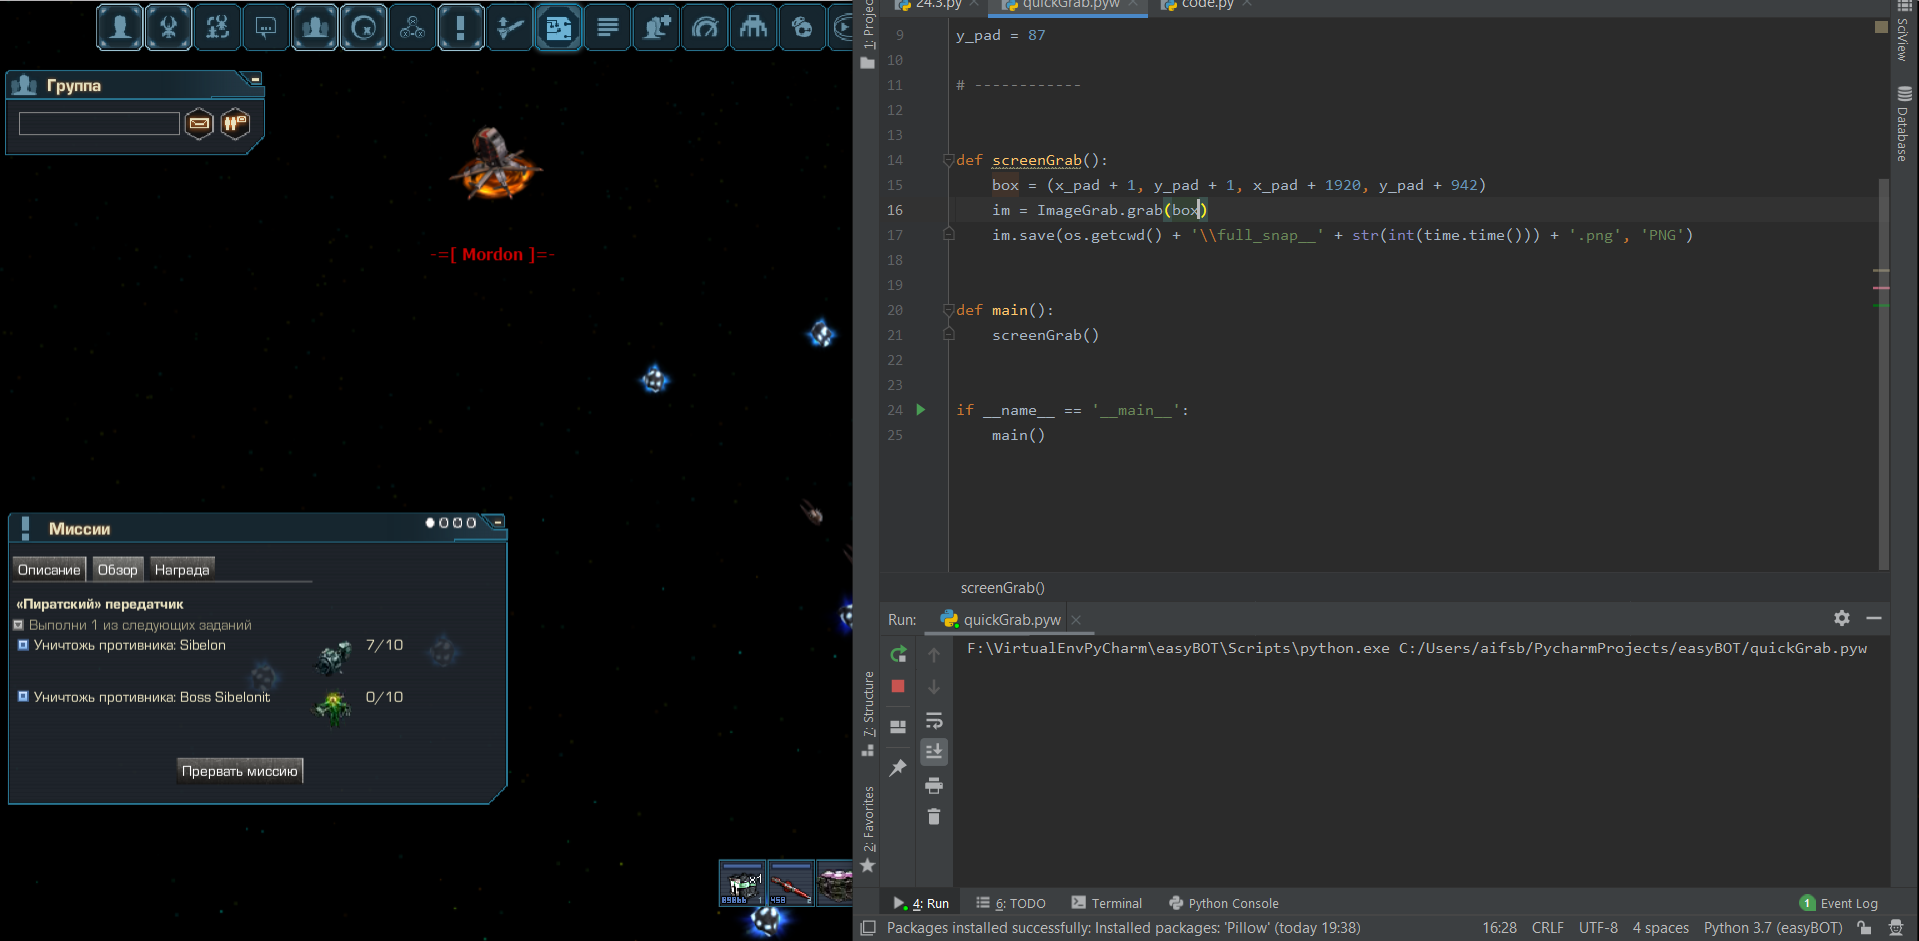 Группа
-=[ Mordon ]=-
Миссии
Описание Обзор Награда
«Пиратский» передатчик
Выполни 1 из следующих заданий
Уничтожь противника: Sibelon 7/10
Уничтожь противника: Boss Sibelonit 0/10
Прервать миссию
x1
1
458
2
24.3.py quickGrab.pyw code.py
1: Project
7: Structure
2: Favorites
9 y_pad = 87
10
11 # ------------
12
13
14 def screenGrab():
15 box = (x_pad + 1, y_pad + 1, x_pad + 1920, y_pad + 942)
16 im = ImageGrab.grab(box)
17 im.save(os.getcwd() + '\\full_snap__' + str(int(time.time())) + '.png', 'PNG')
18
19
20 def main():
21 screenGrab()
22
23
24 if __name__ == '__main__':
25 main()
screenGrab()
SciView
Database
Run: quickGrab.pyw
F:\VirtualEnvPyCharm\easyBOT\Scripts\python.exe C:/Users/aifsb/PycharmProjects/easyBOT/quickGrab.pyw
4: Run 6: TODO Terminal Python Console 1 Event Log
Packages installed successfully: Installed packages: 'Pillow' (today 19:38) 16:28 CRLF UTF-8 4 spaces Python 3.7 (easyBOT)